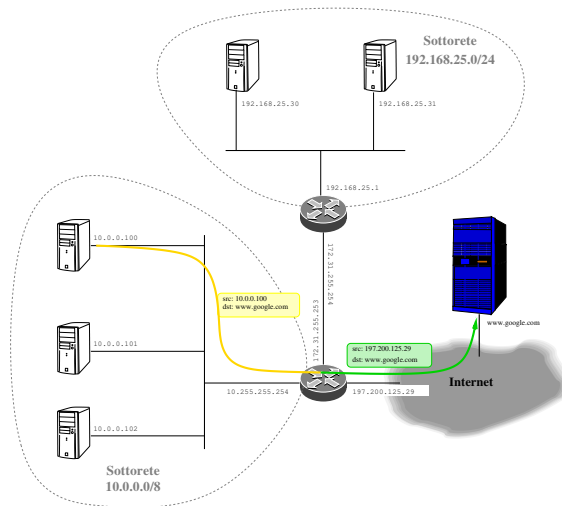 Sottorete
192.168.25.0/24
192.168.25.30
192.168.25.31
192.168.25.1
172.31.255.254
10.0.0.100
src: 10.0.0.100
dst: www.google.com
172.31.255.253
www.google.com
src: 197.200.125.29
dst: www.google.com
10.0.0.101
Internet
10.255.255.254
197.200.125.29
10.0.0.102
Sottorete
10.0.0.0/8